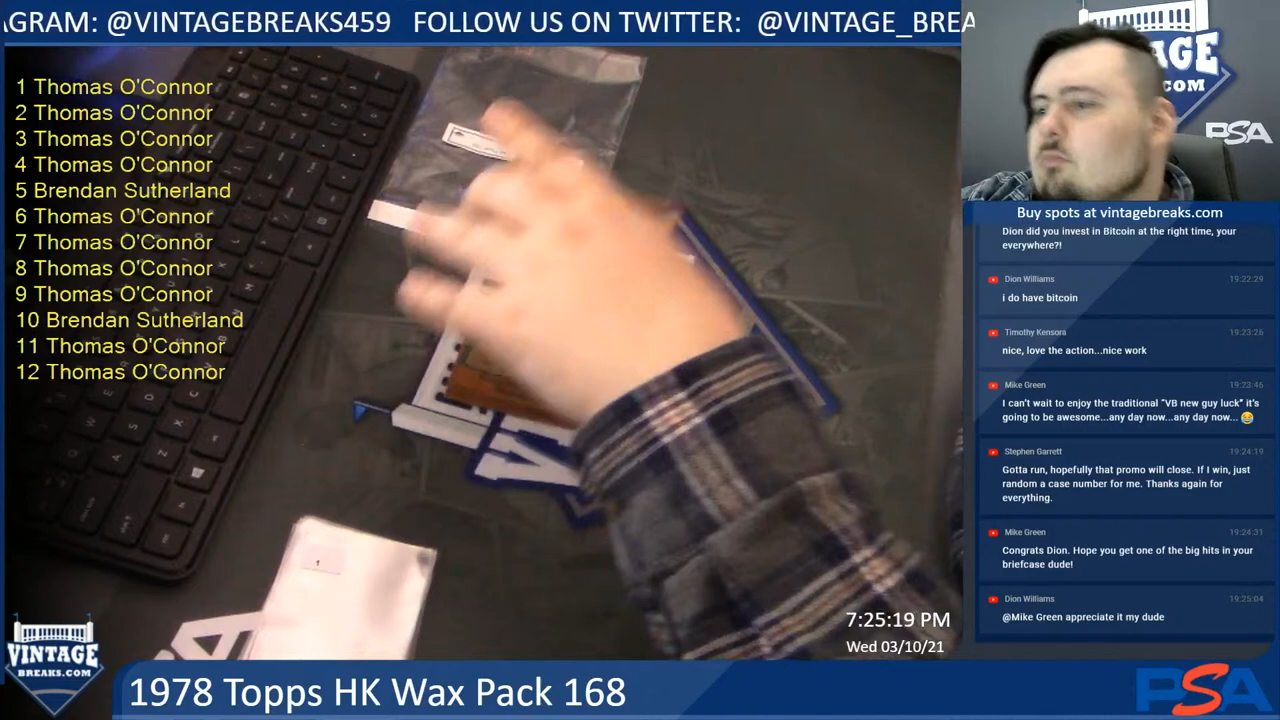 AGRAM: @VINTAGEBREAKS459 FOLLOW US ON TWITTER: @VINTAGE_BREA
1 Thomas O'Connor
2 Thomas O'Connor
3 Thomas O'Connor
4 Thomas O'Connor
5 Brendan Sutherland
6 Thomas O'Connor
7 Thomas O'Connor
8 Thomas O'Connor
9 Thomas O'Connor
10 Brendan Sutherland
11 Thomas O'Connor
12 Thomas O'Connor
1
PSA
Buy spots at vintagebreaks.com
Dion did you invest in Bitcoin at the right time, your
everywhere?!
Dion Williams 19:22:29
i do have bitcoin
Timothy Kensora 19:23:26
nice, love the action...nice work
Mike Green 19:23:46
I can't wait to enjoy the traditional “VB new guy luck” it's
going to be awesome...any day now...any day now...😂
Stephen Garrett 19:24:19
Gotta run, hopefully that promo will close. If I win, just
random a case number for me. Thanks again for
everything.
Mike Green 19:24:31
Congrats Dion. Hope you get one of the big hits in your
briefcase dude!
Dion Williams 19:25:04
@Mike Green appreciate it my dude
7:25:19 PM
Wed 03/10/21
VINTAGE
BREAKS.COM
1978 Topps HK Wax Pack 168
PSA